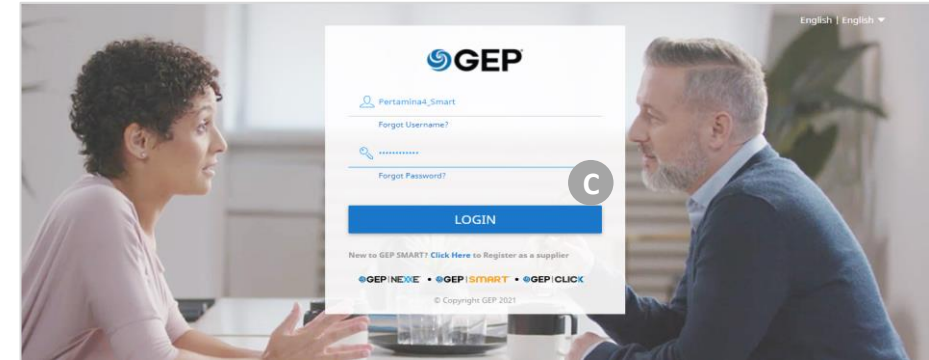 English | English
GEP
Pertamina4_Smart
Forgot Username?
••••••••••••
Forgot Password?
C
LOGIN
New to GEP SMART? Click Here to Register as a supplier
GEP|NEXXE • GEP|SMART • GEP|CLICK
© Copyright GEP 2021